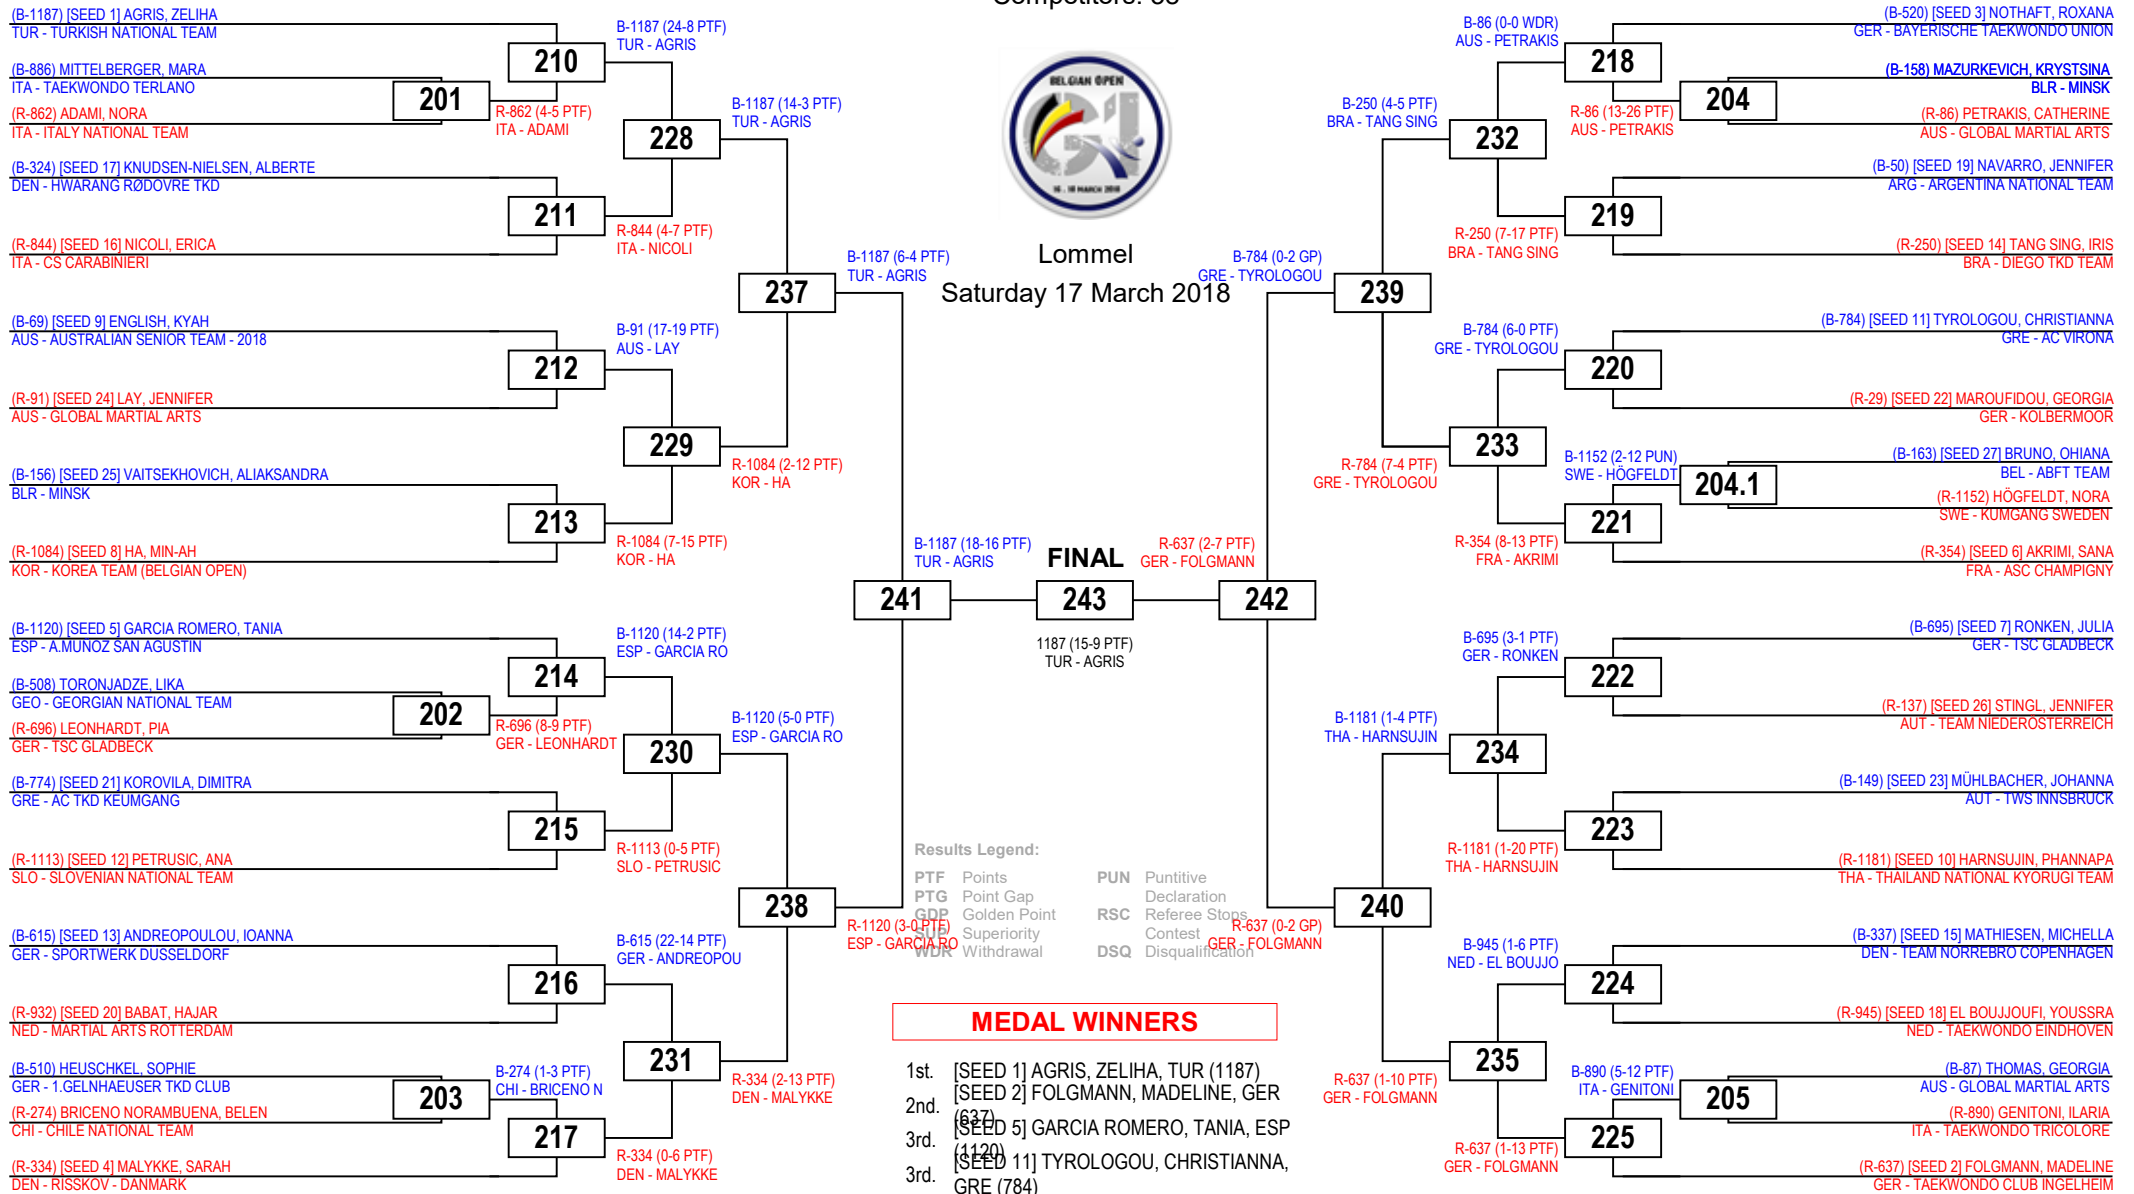 (B-1187) [SEED 1] AGRIS, ZELIHA
TUR - TURKISH NATIONAL TEAM
(B-886) MITTELBERGER, MARA
ITA - TAEKWONDO TERLANO
(R-862) ADAMI, NORA
ITA - ITALY NATIONAL TEAM
(B-324) [SEED 17] KNUDSEN-NIELSEN, ALBERTE
DEN - HWARANG RØDOVRE TKD
(R-844) [SEED 16] NICOLI, ERICA
ITA - CS CARABINIERI
(B-69) [SEED 9] ENGLISH, KYAH
AUS - AUSTRALIAN SENIOR TEAM - 2018
(R-91) [SEED 24] LAY, JENNIFER
AUS - GLOBAL MARTIAL ARTS
(B-156) [SEED 25] VAITSEKHOVICH, ALIAKSANDRA
BLR - MINSK
(R-1084) [SEED 8] HA, MIN-AH
KOR - KOREA TEAM (BELGIAN OPEN)
(B-1120) [SEED 5] GARCIA ROMERO, TANIA
ESP - A.MUNOZ SAN AGUSTIN
(B-508) TORONJADZE, LIKA
GEO - GEORGIAN NATIONAL TEAM
(R-696) LEONHARDT, PIA
GER - TSC GLADBECK
(B-774) [SEED 21] KOROVILA, DIMITRA
GRE - AC TKD KEUMGANG
(R-1113) [SEED 12] PETRUSIC, ANA
SLO - SLOVENIAN NATIONAL TEAM
(B-615) [SEED 13] ANDREOPOULOU, IOANNA
GER - SPORTWERK DUSSELDORF
(R-932) [SEED 20] BABAT, HAJAR
NED - MARTIAL ARTS ROTTERDAM
(B-510) HEUSCHKEL, SOPHIE
GER - 1.GELNHAEUSER TKD CLUB
(R-274) BRICENO NORAMBUENA, BELEN
CHI - CHILE NATIONAL TEAM
(R-334) [SEED 4] MALYKKE, SARAH
DEN - RISSKOV - DANMARK
201
202
203
R-862 (4-5 PTF)
ITA - ADAMI
R-696 (8-9 PTF)
GER - LEONHARDT
B-274 (1-3 PTF)
CHI - BRICENO N
210
211
212
213
214
215
216
217
B-1187 (24-8 PTF)
TUR - AGRIS
R-844 (4-7 PTF)
ITA - NICOLI
B-91 (17-19 PTF)
AUS - LAY
R-1084 (7-15 PTF)
KOR - HA
B-1120 (14-2 PTF)
ESP - GARCIA RO
R-1113 (0-5 PTF)
SLO - PETRUSIC
B-615 (22-14 PTF)
GER - ANDREOPOU
R-334 (0-6 PTF)
DEN - MALYKKE
228
229
230
231
B-1187 (14-3 PTF)
TUR - AGRIS
R-1084 (2-12 PTF)
KOR - HA
B-1120 (5-0 PTF)
ESP - GARCIA RO
R-334 (2-13 PTF)
DEN - MALYKKE
237
238
B-1187 (6-4 PTF)
TUR - AGRIS
R-1120 (3-0 PTF)
ESP - GARCIA RO
241
B-1187 (18-16 PTF)
TUR - AGRIS
BELGIAN OPEN
G1
16 - 18 MARCH 2018
Lommel
Saturday 17 March 2018
FINAL
243
1187 (15-9 PTF)
TUR - AGRIS
R-637 (2-7 PTF)
GER - FOLGMANN
242
B-784 (0-2 GP)
GRE - TYROLOGOU
R-637 (0-2 GP)
GER - FOLGMANN
239
240
B-250 (4-5 PTF)
BRA - TANG SING
R-784 (7-4 PTF)
GRE - TYROLOGOU
B-1181 (1-4 PTF)
THA - HARNSUJIN
R-637 (1-10 PTF)
GER - FOLGMANN
232
233
234
235
B-86 (0-0 WDR)
AUS - PETRAKIS
R-250 (7-17 PTF)
BRA - TANG SING
B-784 (6-0 PTF)
GRE - TYROLOGOU
R-354 (8-13 PTF)
FRA - AKRIMI
B-695 (3-1 PTF)
GER - RONKEN
R-1181 (1-20 PTF)
THA - HARNSUJIN
B-945 (1-6 PTF)
NED - EL BOUJJO
R-637 (1-13 PTF)
GER - FOLGMANN
218
219
220
221
222
223
224
225
R-86 (13-26 PTF)
AUS - PETRAKIS
B-1152 (2-12 PUN)
SWE - HÖGFELDT
B-890 (5-12 PTF)
ITA - GENITONI
204
204.1
205
(B-520) [SEED 3] NOTHAFT, ROXANA
GER - BAYERISCHE TAEKWONDO UNION
(B-158) MAZURKEVICH, KRYSTSINA
BLR - MINSK
(R-86) PETRAKIS, CATHERINE
AUS - GLOBAL MARTIAL ARTS
(B-50) [SEED 19] NAVARRO, JENNIFER
ARG - ARGENTINA NATIONAL TEAM
(R-250) [SEED 14] TANG SING, IRIS
BRA - DIEGO TKD TEAM
(B-784) [SEED 11] TYROLOGOU, CHRISTIANNA
GRE - AC VIRONA
(R-29) [SEED 22] MAROUFIDOU, GEORGIA
GER - KOLBERMOOR
(B-163) [SEED 27] BRUNO, OHIANA
BEL - ABFT TEAM
(R-1152) HÖGFELDT, NORA
SWE - KUMGANG SWEDEN
(R-354) [SEED 6] AKRIMI, SANA
FRA - ASC CHAMPIGNY
(B-695) [SEED 7] RONKEN, JULIA
GER - TSC GLADBECK
(R-137) [SEED 26] STINGL, JENNIFER
AUT - TEAM NIEDEROSTERREICH
(B-149) [SEED 23] MÜHLBACHER, JOHANNA
AUT - TWS INNSBRUCK
(R-1181) [SEED 10] HARNSUJIN, PHANNAPA
THA - THAILAND NATIONAL KYORUGI TEAM
(B-337) [SEED 15] MATHIESEN, MICHELLA
DEN - TEAM NORREBRO COPENHAGEN
(R-945) [SEED 18] EL BOUJJOUFI, YOUSSRA
NED - TAEKWONDO EINDHOVEN
(B-87) THOMAS, GEORGIA
AUS - GLOBAL MARTIAL ARTS
(R-890) GENITONI, ILARIA
ITA - TAEKWONDO TRICOLORE
(R-637) [SEED 2] FOLGMANN, MADELINE
GER - TAEKWONDO CLUB INGELHEIM
Results Legend:
PTF Points
PTG Point Gap
GDP Golden Point
SUP Superiority
WDR Withdrawal
PUN Puntitive
Declaration
RSC Referee Stops
Contest
DSQ Disqualification
MEDAL WINNERS
1st. [SEED 1] AGRIS, ZELIHA, TUR (1187)
2nd. [SEED 2] FOLGMANN, MADELINE, GER
(637)
3rd. [SEED 5] GARCIA ROMERO, TANIA, ESP
(1120)
3rd. [SEED 11] TYROLOGOU, CHRISTIANNA,
GRE (784)